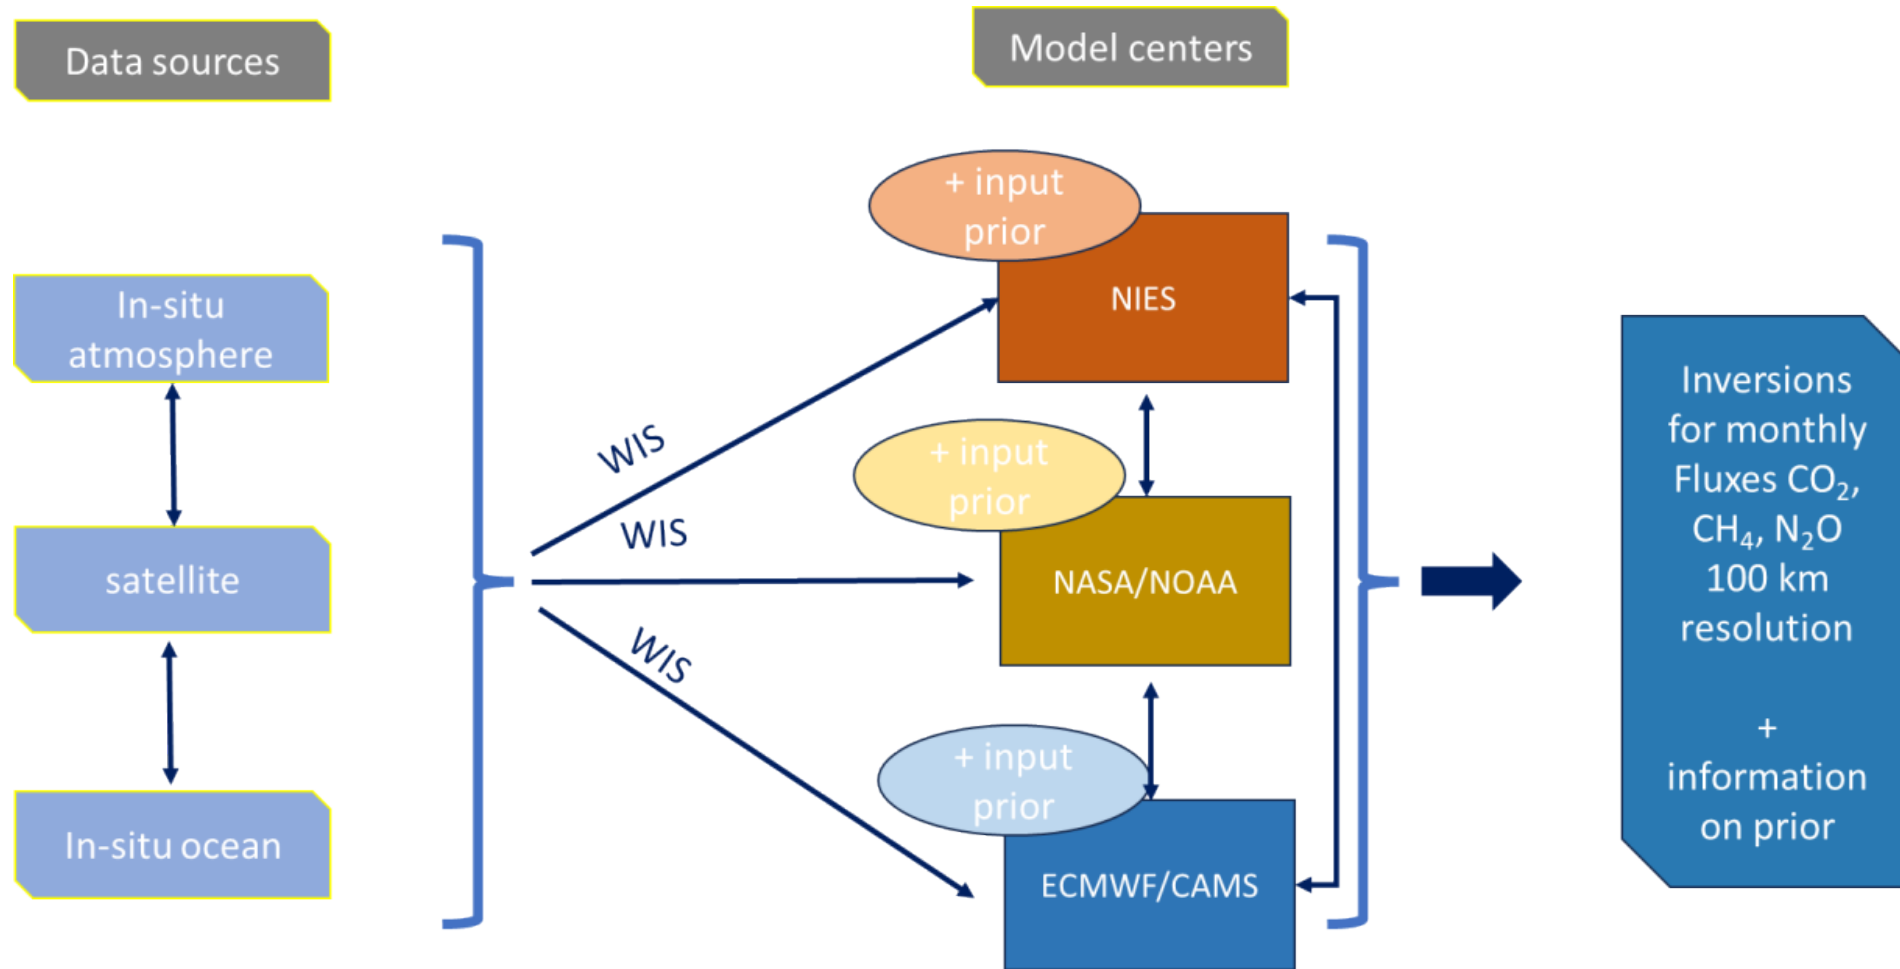 Data sources
Model centers
In-situ
atmosphere
satellite
In-situ ocean
WIS
WIS
WIS
+ input
prior
NIES
+ input
prior
NASA/NOAA
+ input
prior
ECMWF/CAMS
Inversions
for monthly
Fluxes CO₂,
CH₄, N₂O
100 km
resolution
+
information
on prior